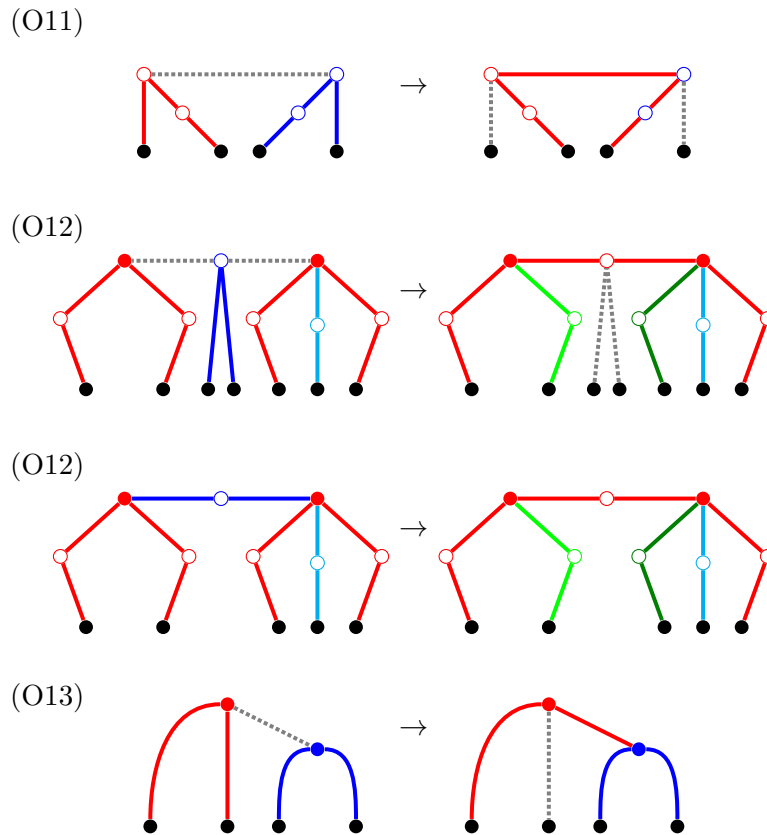 (O11)
→
(O12)
→
(O12)
→
(O13)
→